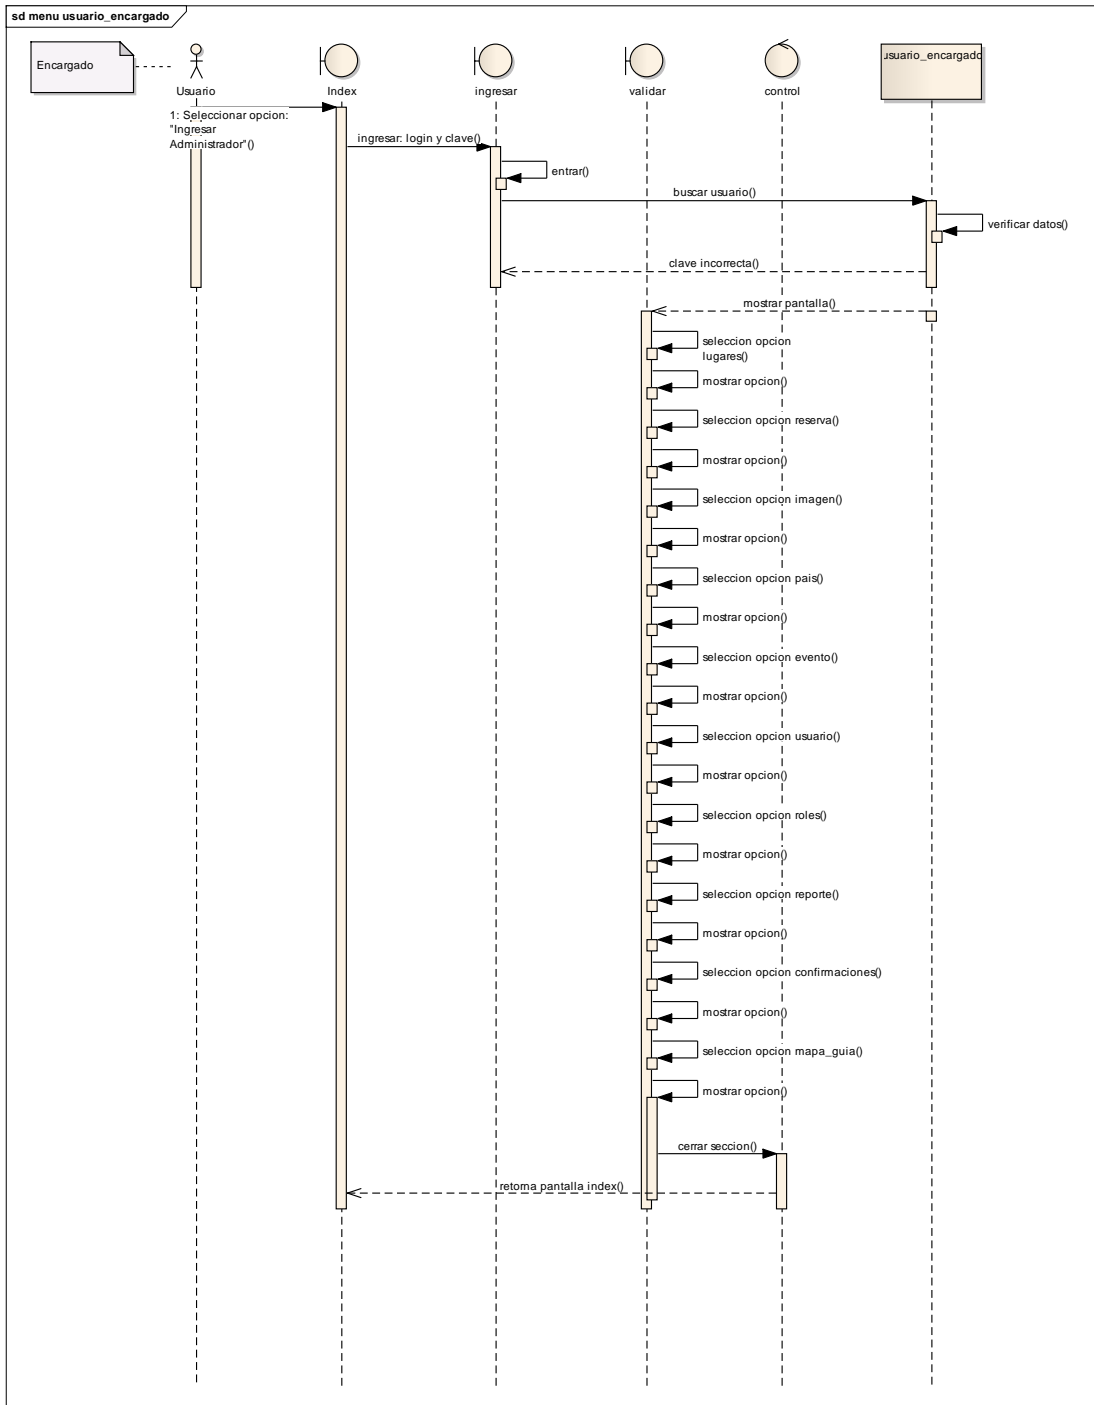 sd menu usuario_encargado
Encargado
Usuario
Index
ingresar
validar
control
usuario_encargado
1: Seleccionar opcion:
"Ingresar
Administrador"()
ingresar: login y clave()
entrar()
buscar usuario()
verificar datos()
clave incorrecta()
mostrar pantalla()
seleccion opcion
lugares()
mostrar opcion()
seleccion opcion reserva()
mostrar opcion()
seleccion opcion imagen()
mostrar opcion()
seleccion opcion pais()
mostrar opcion()
seleccion opcion evento()
mostrar opcion()
seleccion opcion usuario()
mostrar opcion()
seleccion opcion roles()
mostrar opcion()
seleccion opcion reporte()
mostrar opcion()
seleccion opcion confirmaciones()
mostrar opcion()
seleccion opcion mapa_guia()
mostrar opcion()
cerrar seccion()
retorna pantalla index()